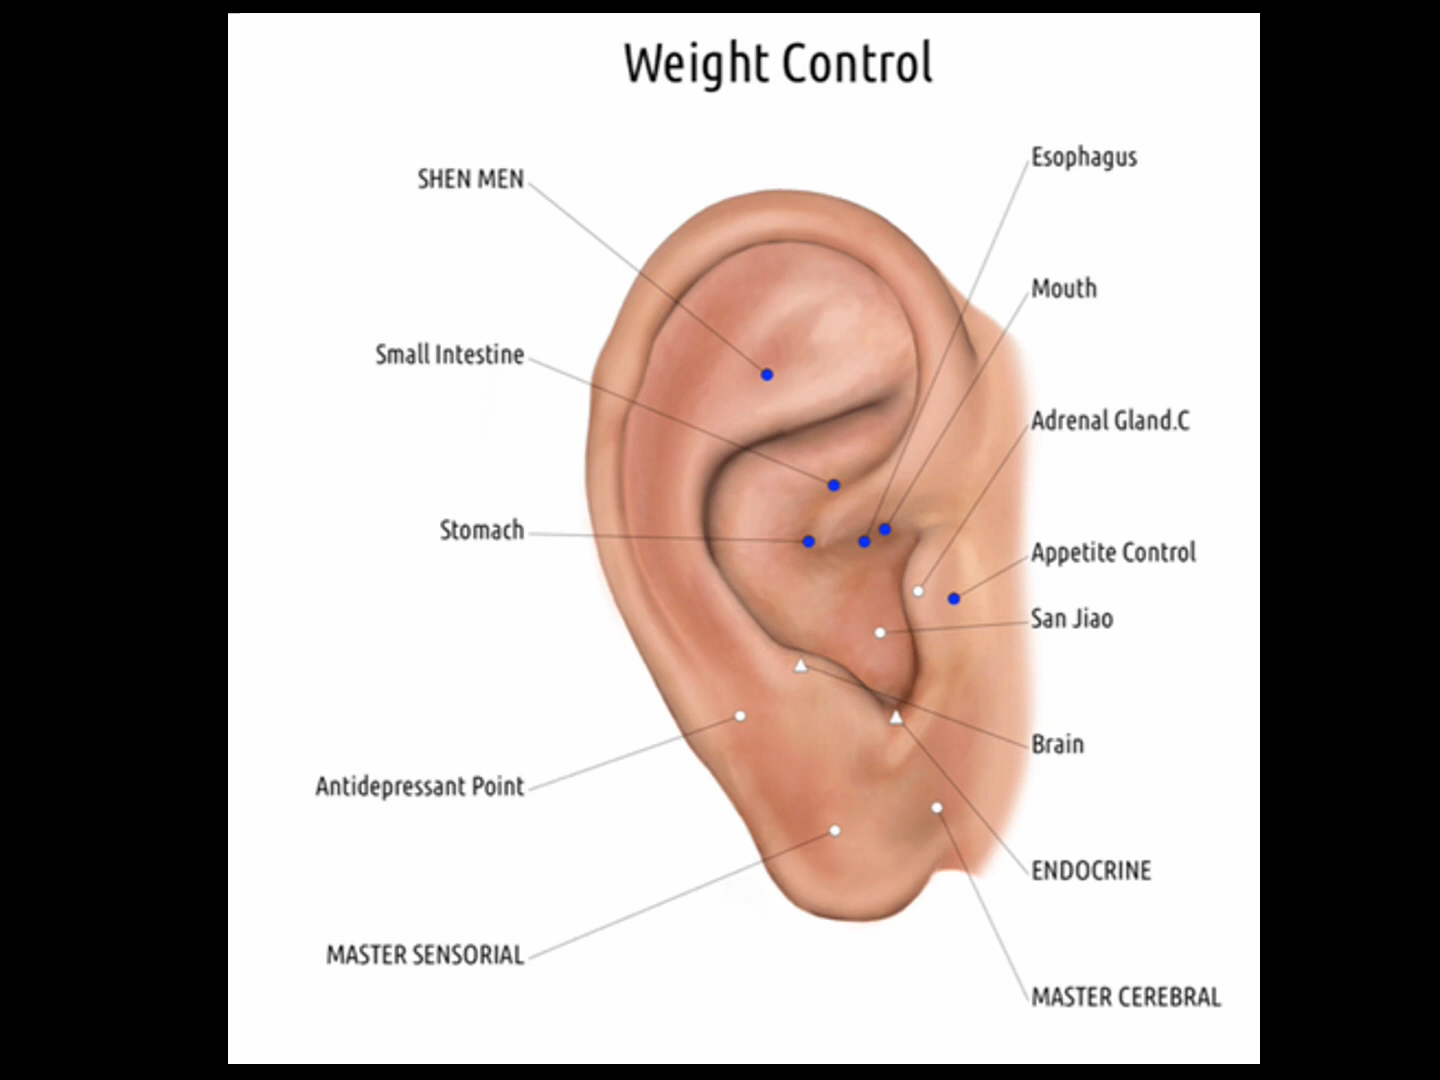 Weight Control
SHEN MEN
Small Intestine
Stomach
Antidepressant Point
MASTER SENSORIAL
Esophagus
Mouth
Adrenal Gland.C
Appetite Control
San Jiao
Brain
ENDOCRINE
MASTER CEREBRAL